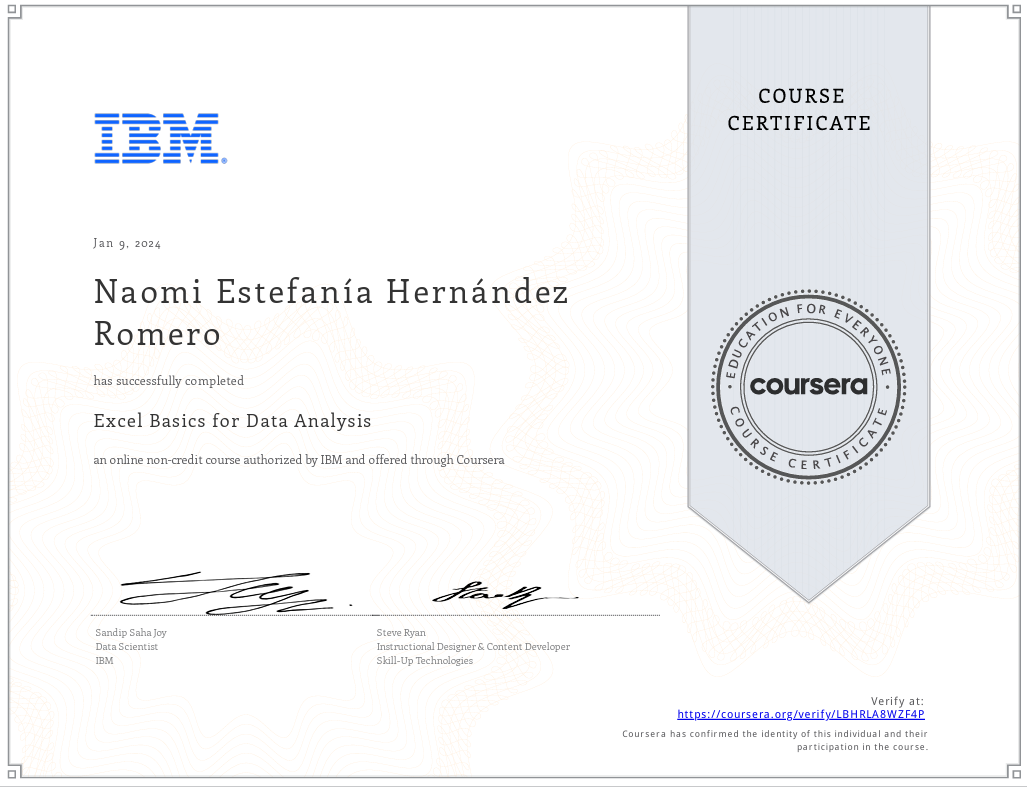 COURSE
CERTIFICATE
IBM®
Jan 9, 2024
Naomi Estefanía Hernández
Romero
has successfully completed
Excel Basics for Data Analysis
an online non-credit course authorized by IBM and offered through Coursera
EDUCATION FOR EVERYONE
coursera
COURSE CERTIFICATE
Sandip Saha Joy
Data Scientist
IBM
Steve Ryan
Instructional Designer & Content Developer
Skill-Up Technologies
Verify at:
https://coursera.org/verify/LBHRLA8WZF4P
Coursera has confirmed the identity of this individual and their
participation in the course.